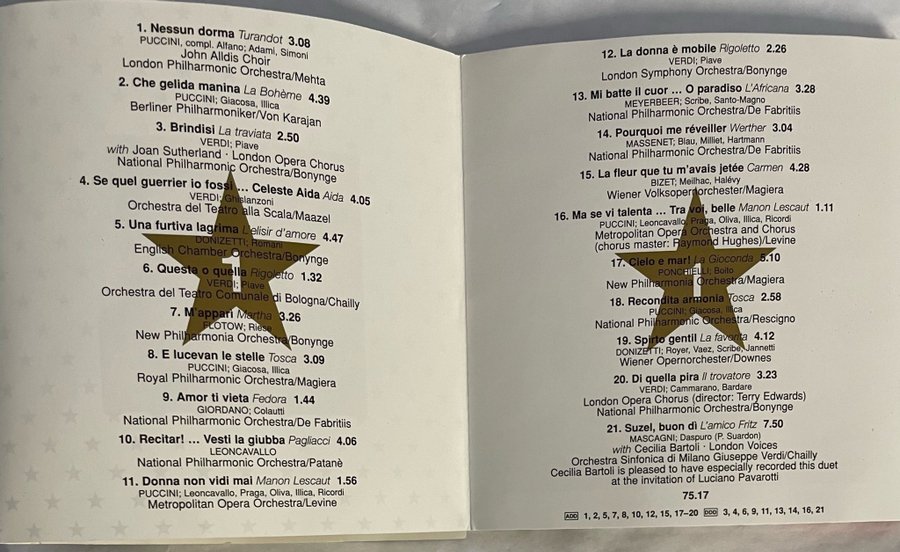 1. Nessun dorma Turandot 3.08
PUCCINI, compl. Alfano; Adami, Simoni
John Alldis Choir
London Philharmonic Orchestra/Mehta
2. Che gelida manina La Bohème 4.39
PUCCINI; Giacosa, Illica
Berliner Philharmoniker/Von Karajan
3. Brindisi La traviata 2.50
VERDI; Piave
with Joan Sutherland · London Opera Chorus
National Philharmonic Orchestra/Bonynge
4. Se quel guerrier io fossi ... Celeste Aida Aida 4.05
VERDI; Ghislanzoni
Orchestra del Teatro alla Scala/Maazel
5. Una furtiva lagrima L'elisir d'amore 4.47
DONIZETTI; Romani
English Chamber Orchestra/Bonynge
6. Questa o quella Rigoletto 1.32
VERDI; Piave
Orchestra del Teatro Comunale di Bologna/Chailly
7. M'apparì Martha 3.26
FLOTOW; Riese
New Philharmonia Orchestra/Bonynge
8. E lucevan le stelle Tosca 3.09
PUCCINI; Giacosa, Illica
Royal Philharmonic Orchestra/Magiera
9. Amor ti vieta Fedora 1.44
GIORDANO; Colautti
National Philharmonic Orchestra/De Fabritiis
10. Recitar! ... Vesti la giubba Pagliacci 4.06
LEONCAVALLO
National Philharmonic Orchestra/Patanè
11. Donna non vidi mai Manon Lescaut 1.56
PUCCINI; Leoncavallo, Praga, Oliva, Illica, Ricordi
Metropolitan Opera Orchestra/Levine
1
12. La donna è mobile Rigoletto 2.26
VERDI; Piave
London Symphony Orchestra/Bonynge
13. Mi batte il cuor ... O paradiso L'Africana 3.28
MEYERBEER; Scribe, Santo-Magno
National Philharmonic Orchestra/De Fabritiis
14. Pourquoi me réveiller Werther 3.04
MASSENET; Blau, Milliet, Hartmann
National Philharmonic Orchestra/De Fabritiis
15. La fleur que tu m'avais jetée Carmen 4.28
BIZET; Meilhac, Halévy
Wiener Volksopernorchester/Magiera
16. Ma se vi talenta ... Tra voi, belle Manon Lescaut 1.11
PUCCINI; Leoncavallo, Praga, Oliva, Illica, Ricordi
Metropolitan Opera Orchestra and Chorus
(chorus master: Raymond Hughes)/Levine
17. Cielo e mar! La Gioconda 5.10
PONCHIELLI; Boito
New Philharmonia Orchestra/Magiera
18. Recondita armonia Tosca 2.58
PUCCINI; Giacosa, Illica
National Philharmonic Orchestra/Rescigno
19. Spirto gentil La favorita 4.12
DONIZETTI; Royer, Vaez, Scribe, Jannetti
Wiener Opernorchester/Downes
20. Di quella pira Il trovatore 3.23
VERDI; Cammarano, Bardare
London Opera Chorus (director: Terry Edwards)
National Philharmonic Orchestra/Bonynge
21. Suzel, buon dì L'amico Fritz 7.50
MASCAGNI; Daspuro (P. Suardon)
with Cecilia Bartoli · London Voices
Orchestra Sinfonica di Milano Giuseppe Verdi/Chailly
Cecilia Bartoli is pleased to have especially recorded this duet
at the invitation of Luciano Pavarotti
75.17
ADD 1, 2, 5, 7, 8, 10, 12, 15, 17–20 DDD 3, 4, 6, 9, 11, 13, 14, 16, 21
1